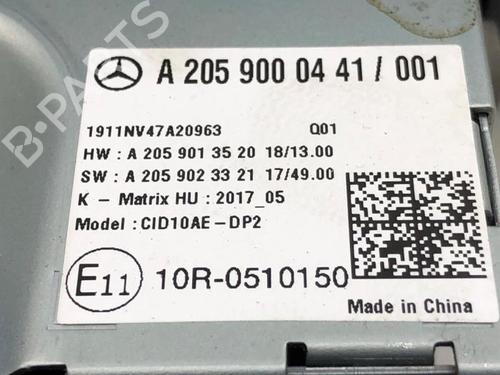 B-PARTS
A 205 900 04 41 / 001
1911NV47A20963 Q01
HW : A 205 901 35 20 18/13.00
SW : A 205 902 33 21 17/49.00
K - Matrix HU : 2017_05
Model : CID10AE-DP2
E11 10R-0510150
Made in China